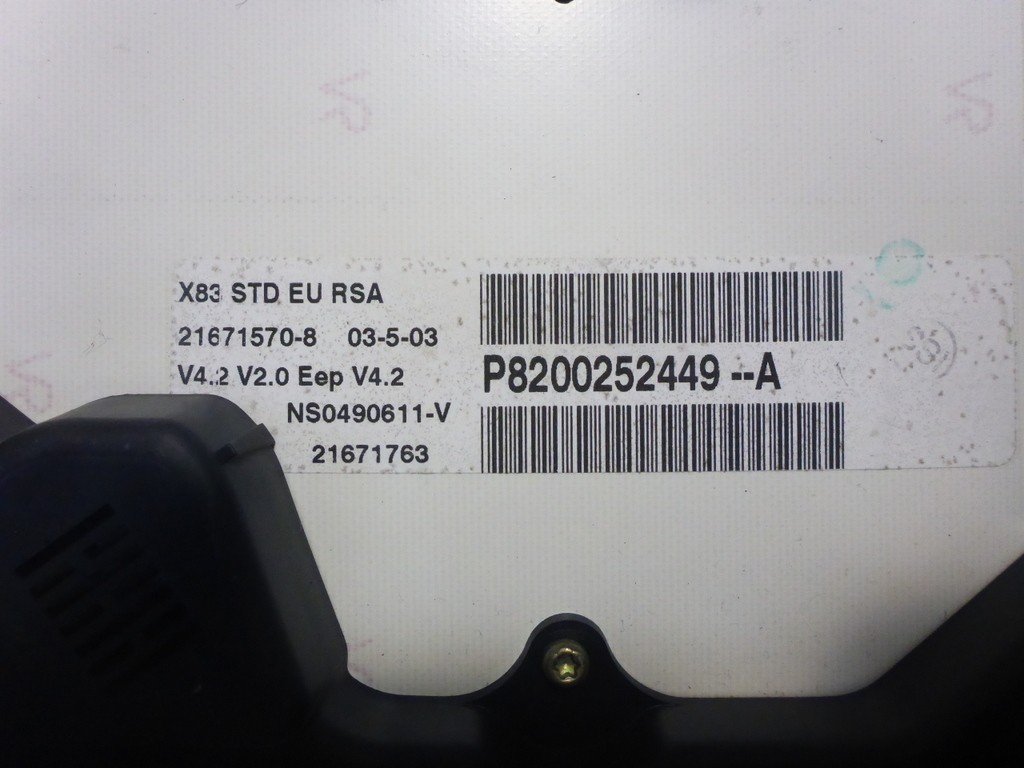 X83 STD EU RSA
21671570-8 03-5-03
V4.2 V2.0 Eep V4.2
NS0490611-V
21671763
P8200252449 --A